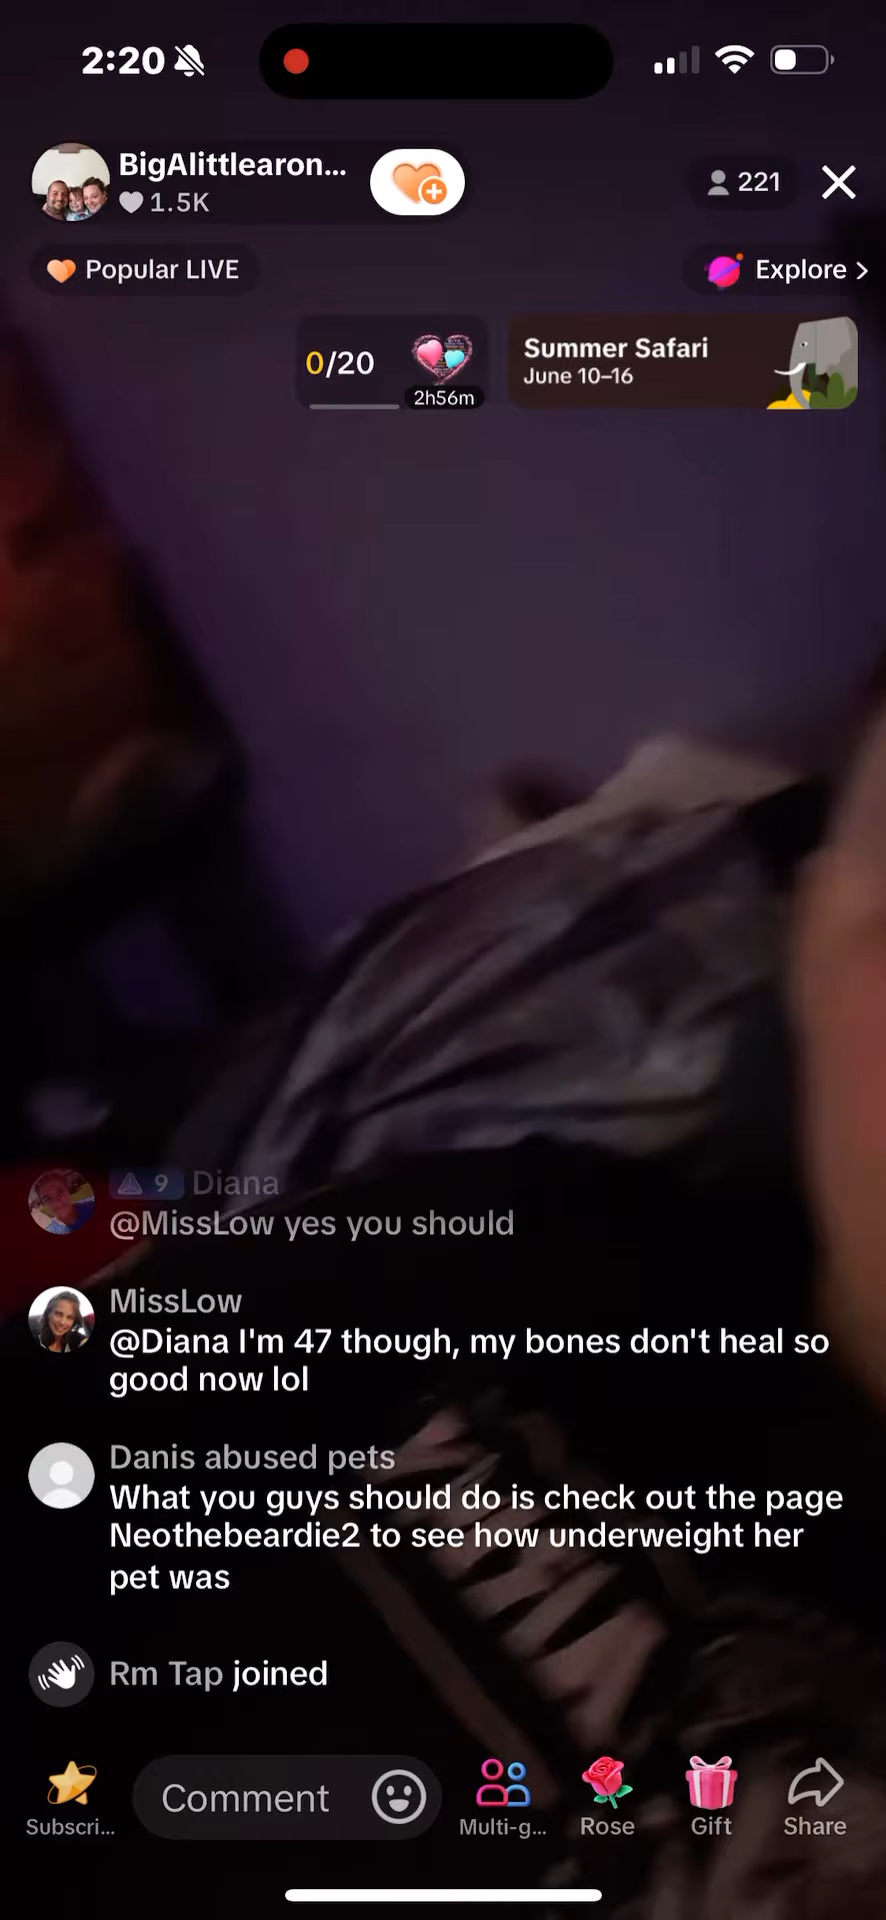 2:20
BigAlittlearon...
1.5K
221
Popular LIVE
Explore >
0/20
2h56m
Summer Safari
June 10–16
9 Diana
@MissLow yes you should
MissLow
@Diana I'm 47 though, my bones don't heal so
good now lol
Danis abused pets
What you guys should do is check out the page
Neothebeardie2 to see how underweight her
pet was
Rm Tap joined
Subscri...
Comment
Multi-g...
Rose
Gift
Share